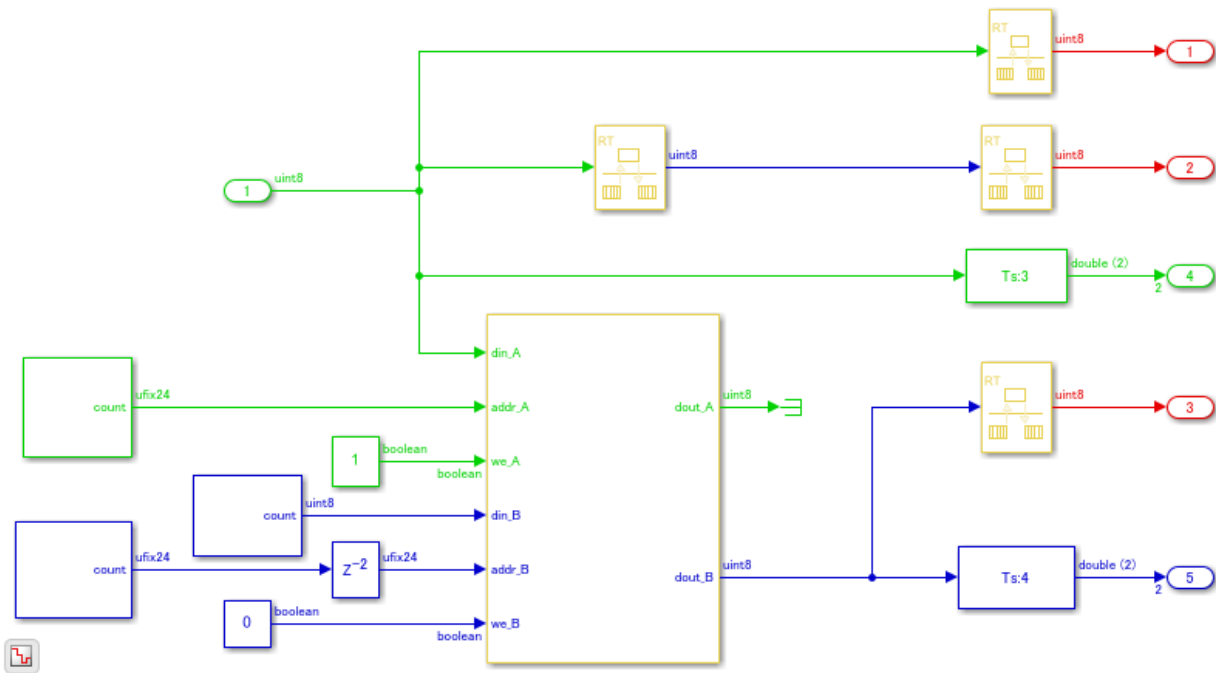 RT
uint8
1
RT
uint8
RT
uint8
2
uint8
1
Ts:3
double (2)
2
4
din_A
count
ufix24
addr_A
dout_A
uint8
RT
uint8
3
1
boolean
boolean
we_A
count
uint8
din_B
count
ufix24
Z⁻²
ufix24
addr_B
dout_B
uint8
Ts:4
double (2)
2
5
0
boolean
boolean
we_B